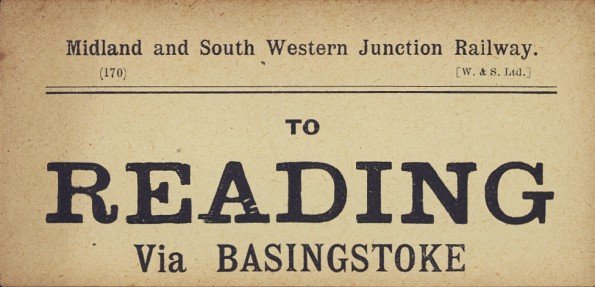 Midland and South Western Junction Railway.
(170) [W. & S. Ltd.]
TO
READING
Via BASINGSTOKE